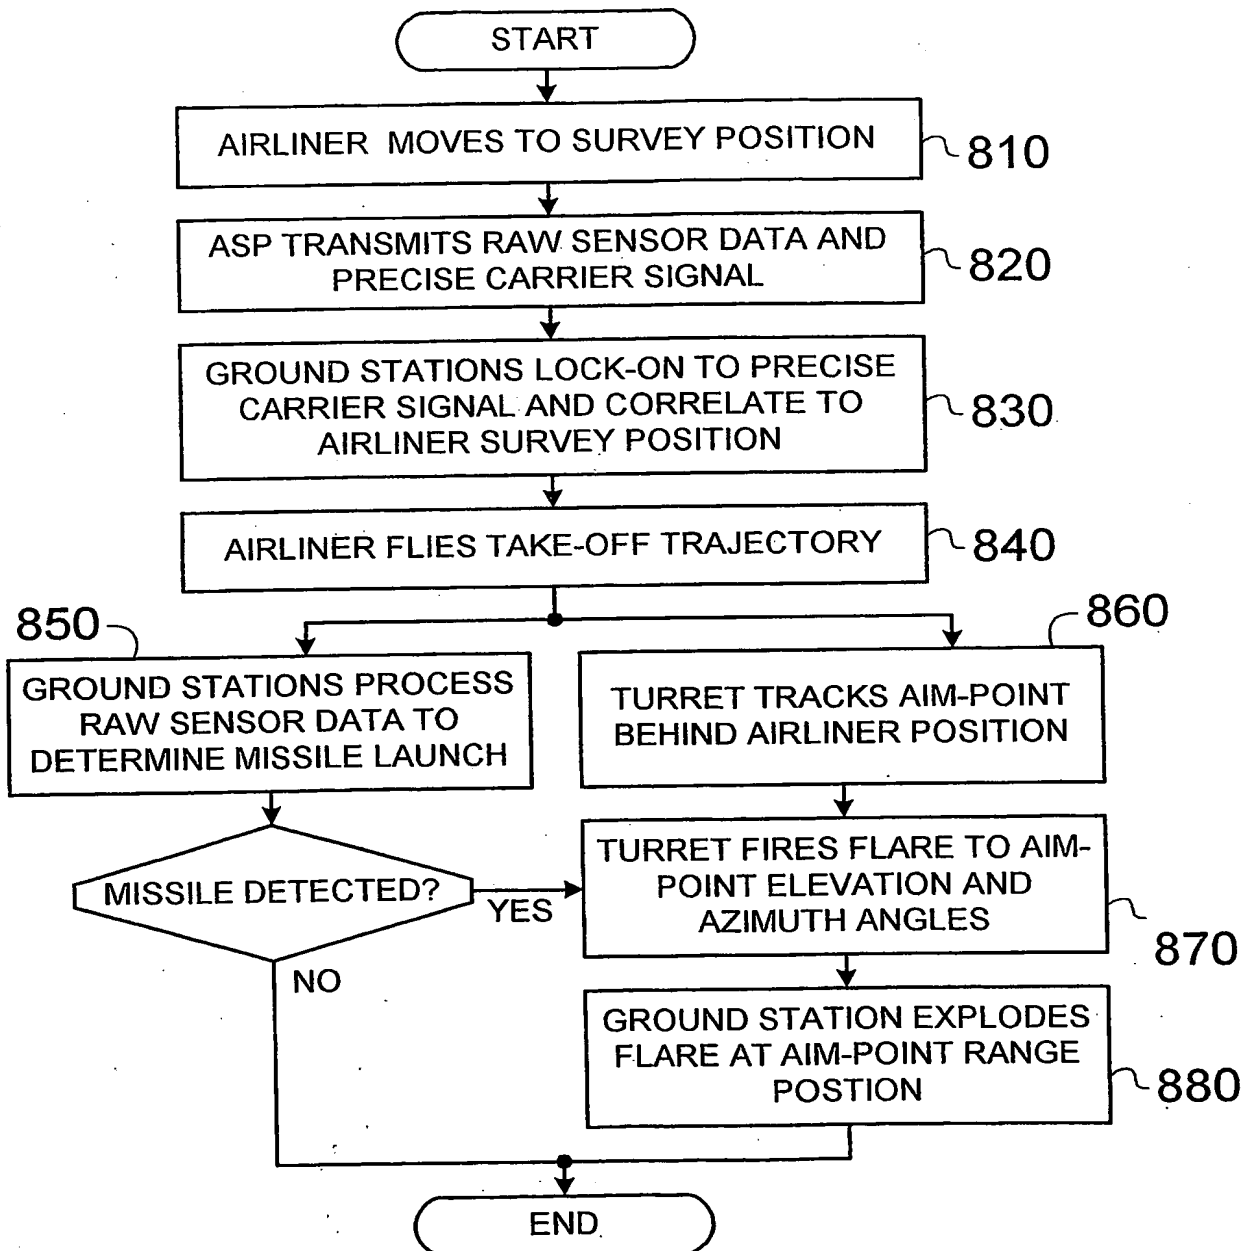 START
AIRLINER MOVES TO SURVEY POSITION
810
ASP TRANSMITS RAW SENSOR DATA AND
PRECISE CARRIER SIGNAL
820
GROUND STATIONS LOCK-ON TO PRECISE
CARRIER SIGNAL AND CORRELATE TO
AIRLINER SURVEY POSITION
830
AIRLINER FLIES TAKE-OFF TRAJECTORY
840
850
GROUND STATIONS PROCESS
RAW SENSOR DATA TO
DETERMINE MISSILE LAUNCH
860
TURRET TRACKS AIM-POINT
BEHIND AIRLINER POSITION
MISSILE DETECTED?
YES
NO
TURRET FIRES FLARE TO AIM-
POINT ELEVATION AND
AZIMUTH ANGLES
870
GROUND STATION EXPLODES
FLARE AT AIM-POINT RANGE
POSTION
880
END